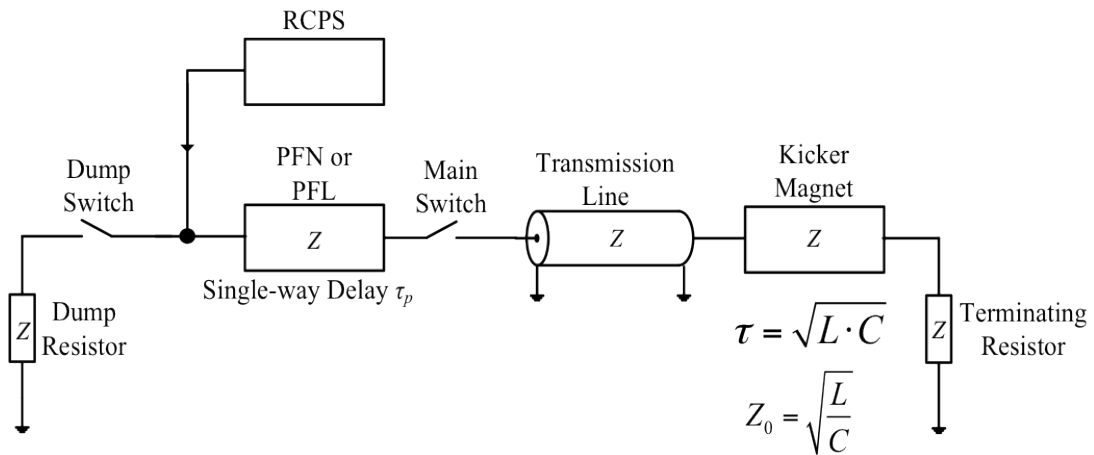 RCPS
Dump
Switch
PFN or
PFL
Main
Switch
Transmission
Line
Kicker
Magnet
Z
Z
Z
Single-way Delay τp
Z
Dump
Resistor
Z
Terminating
Resistor
τ = √L · C
Z0 = √L/C